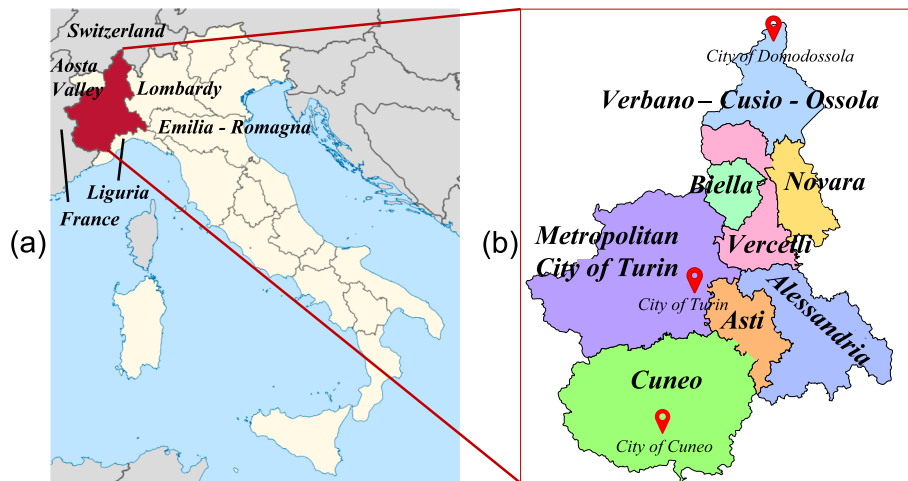 Switzerland
Aosta
Valley
Lombardy
Emilia - Romagna
Liguria
France
(a)
City of Domodossola
Verbano – Cusio - Ossola
Biella
Novara
Vercelli
(b)
Metropolitan
City of Turin
City of Turin
Asti
Alessandria
Cuneo
City of Cuneo